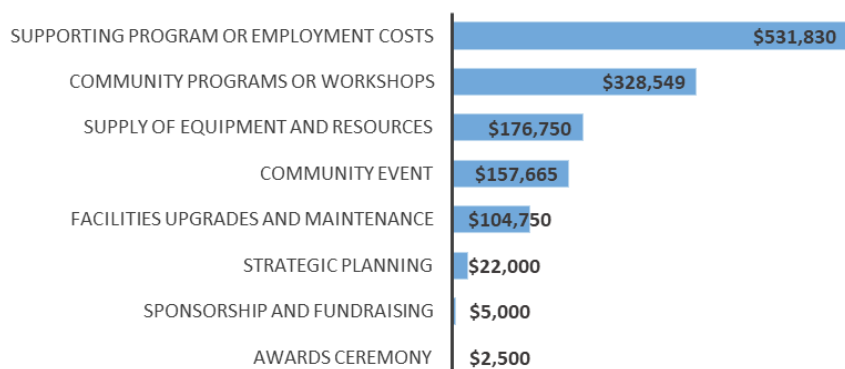 SUPPORTING PROGRAM OR EMPLOYMENT COSTS $531,830
COMMUNITY PROGRAMS OR WORKSHOPS $328,549
SUPPLY OF EQUIPMENT AND RESOURCES $176,750
COMMUNITY EVENT $157,665
FACILITIES UPGRADES AND MAINTENANCE $104,750
STRATEGIC PLANNING $22,000
SPONSORSHIP AND FUNDRAISING $5,000
AWARDS CEREMONY $2,500